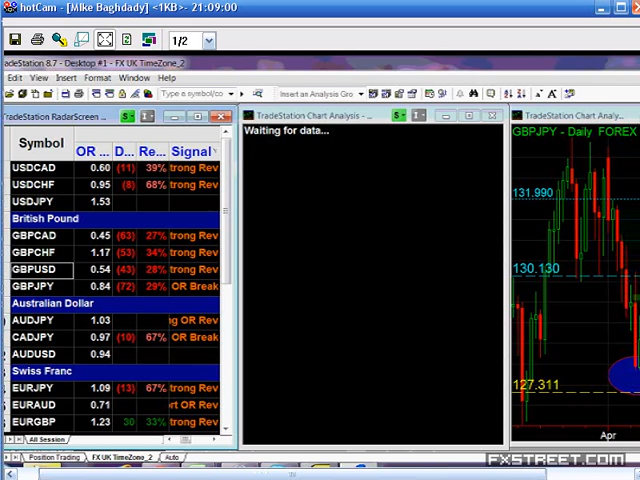 hotCam - [Mike Baghdady] <1KB> - 21:09:00
1/2
TradeStation 8.7 - Desktop #1 - FX UK TimeZone_2
Edit View Insert Format Window Help
Type a symbol/co
Insert an Analysis Gro
TradeStation RadarScreen ...
S I
TradeStation Chart Analysis - ...
S I
TradeStation Chart Analy...
Symbol OR ... D... Re... Signal
USDCAD 0.60 (11) 39% trong Rev
USDCHF 0.95 (8) 68% trong Rev
USDJPY 1.53
British Pound
GBPCAD 0.45 (63) 27% trong Rev
GBPCHF 1.17 (53) 34% trong Rev
GBPUSD 0.54 (43) 28% trong Rev
GBPJPY 0.84 (72) 29% OR Break
Australian Dollar
AUDJPY 1.03 ng OR Rev
CADJPY 0.97 (10) 67% OR Break
AUDUSD 0.94
Swiss Franc
EURJPY 1.09 (13) 67% trong Rev
EURAUD 0.71 ort OR Rev
EURGBP 1.23 30 33% trong Rev
All Session
Waiting for data...
GBPJPY - Daily FOREX
131.990
130.130
127.311
Apr
Position Trading FX UK TimeZone_2 Auto
FXSTREET.COM